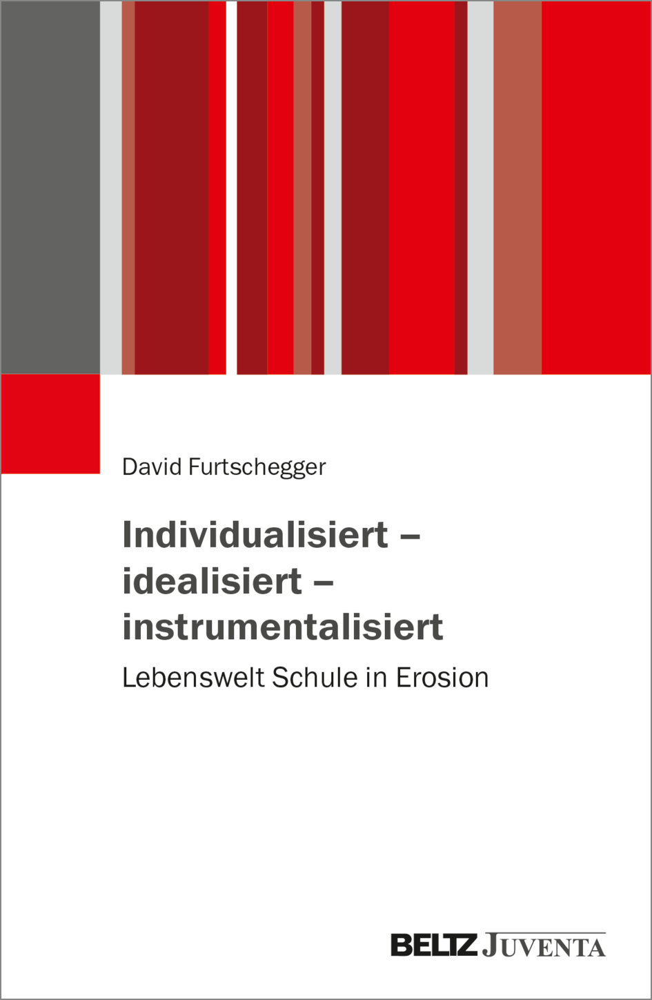 David Furtschegger
Individualisiert –
idealisiert –
instrumentalisiert
Lebenswelt Schule in Erosion
BELTZ JUVENTA